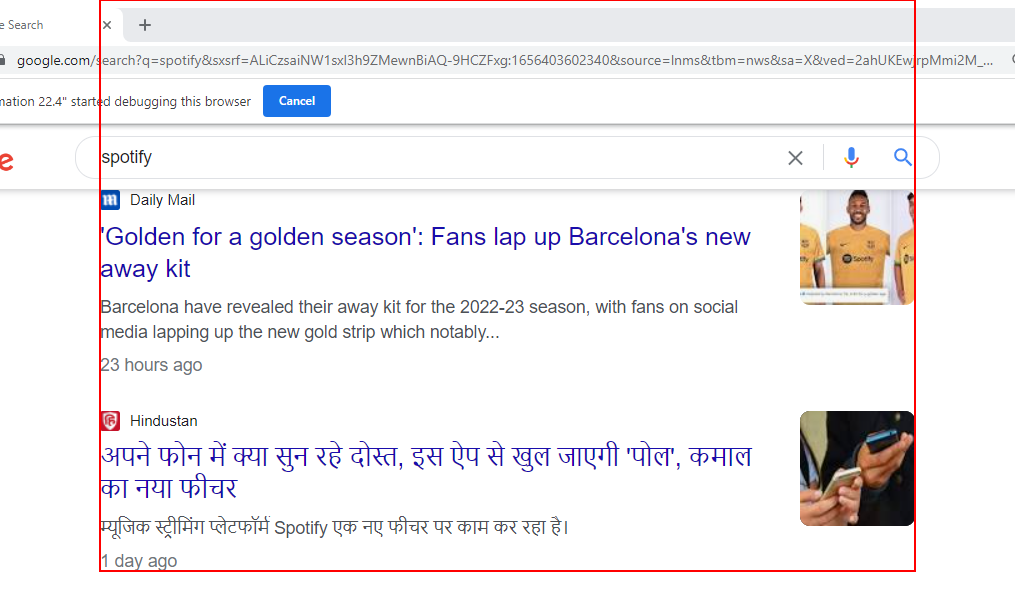 e Search
google.com/search?q=spotify&sxsrf=ALiCzsaiNW1sxI3h9ZMewnBiAQ-9HCZFxg:1656403602340&source=lnms&tbm=nws&sa=X&ved=2ahUKEwjrpMmi2M_...
mation 22.4" started debugging this browser Cancel
e
spotify
Daily Mail
'Golden for a golden season': Fans lap up Barcelona's new
away kit
Barcelona have revealed their away kit for the 2022-23 season, with fans on social
media lapping up the new gold strip which notably...
23 hours ago
Spotify
Hindustan
अपने फोन में क्या सुन रहे दोस्त, इस ऐप से खुल जाएगी 'पोल', कमाल
का नया फीचर
म्यूजिक स्ट्रीमिंग प्लेटफॉर्म Spotify एक नए फीचर पर काम कर रहा है।
1 day ago